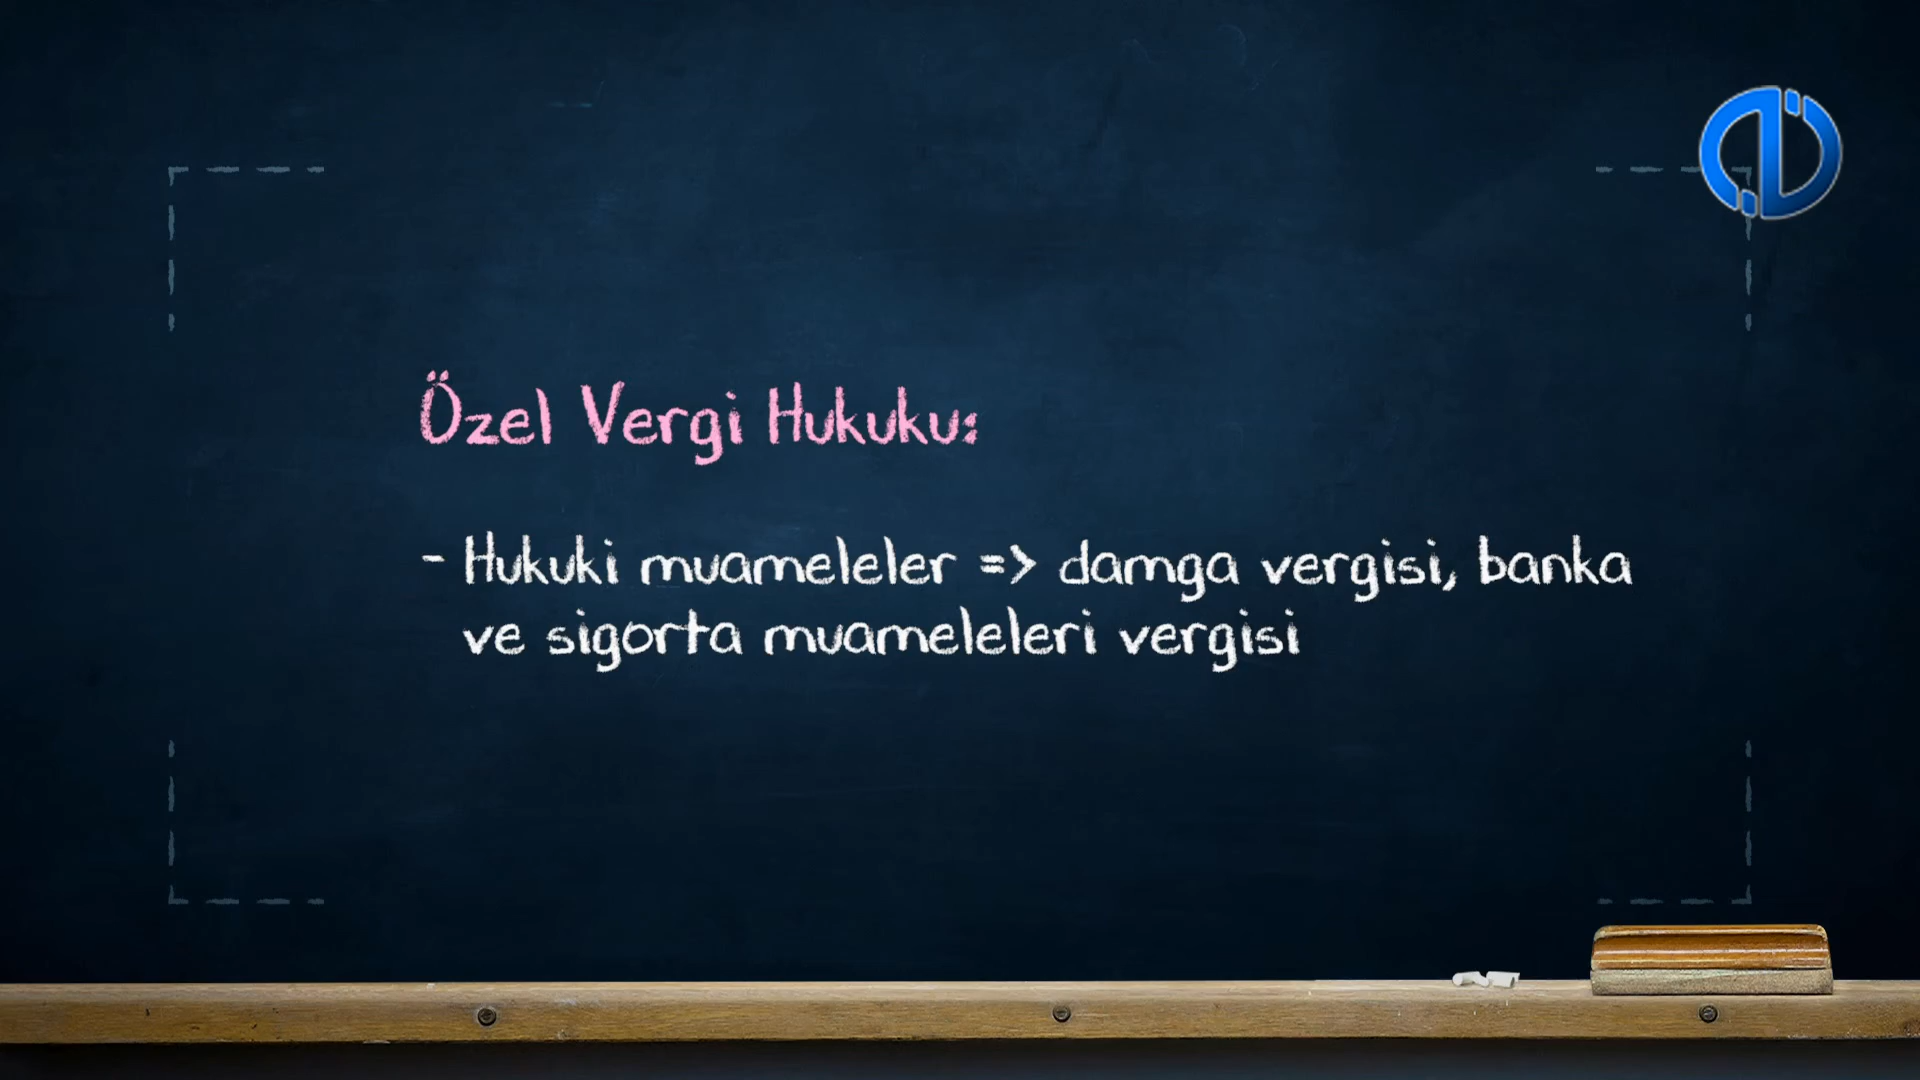 Özel Vergi Hukuku:
- Hukuki muameleler => damga vergisi, banka
ve sigorta muameleleri vergisi